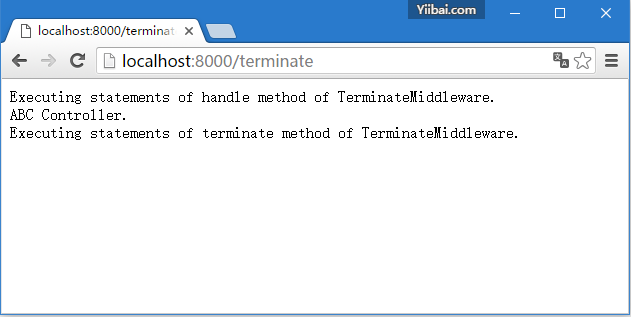 Yiibai.com
localhost:8000/terminat
localhost:8000/terminate
Executing statements of handle method of TerminateMiddleware.
ABC Controller.
Executing statements of terminate method of TerminateMiddleware.